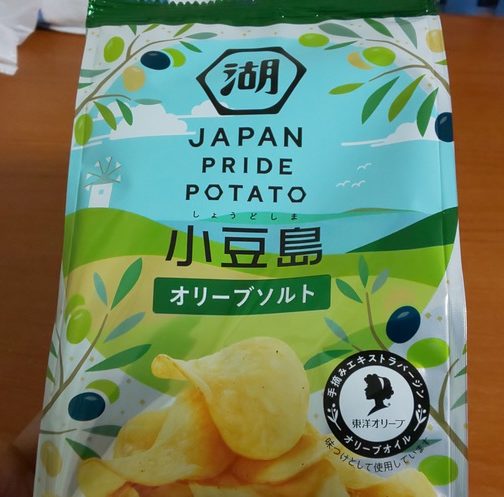 湖
JAPAN
PRIDE
POTATO
しょうどしま
小豆島
オリーブソルト
手摘みエキストラバージン
東洋オリーブ
オリーブオイル
味つけとして使用しています